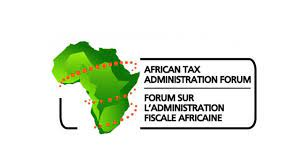 AFRICAN TAX
ADMINISTRATION FORUM
FORUM SUR
L'ADMINISTRATION
FISCALE AFRICAINE